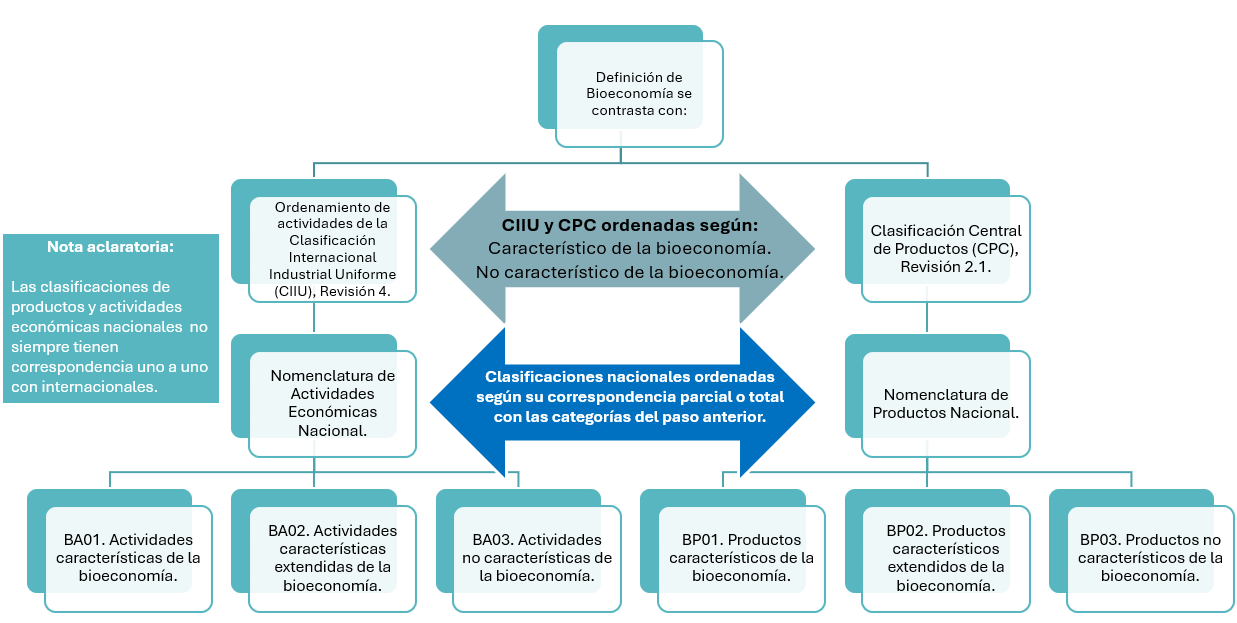 Definición de
Bioeconomía se
contrasta con:
Ordenamiento de
actividades de la
Clasificación
Internacional
Industrial Uniforme
(CIIU), Revisión 4.
CIIU y CPC ordenadas según:
Característico de la bioeconomía.
No característico de la bioeconomía.
Clasificación Central
de Productos (CPC),
Revisión 2.1.
Nota aclaratoria:
Las clasificaciones de
productos y actividades
económicas nacionales no
siempre tienen
correspondencia uno a uno
con internacionales.
Nomenclatura de
Actividades
Económicas
Nacional.
Clasificaciones nacionales ordenadas
según su correspondencia parcial o total
con las categorías del paso anterior.
Nomenclatura de
Productos Nacional.
BA01. Actividades
características de la
bioeconomía.
BA02. Actividades
características
extendidas de la
bioeconomía.
BA03. Actividades
no características de
la bioeconomía.
BP01. Productos
característicos de la
bioeconomía.
BP02. Productos
característicos
extendidos de la
bioeconomía.
BP03. Productos no
característicos de la
bioeconomía.